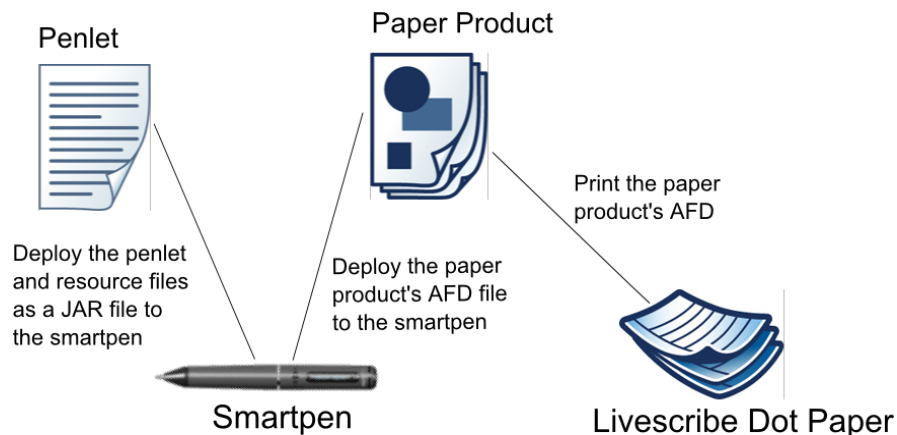 Penlet
Paper Product
Print the paper
product's AFD
Deploy the penlet
and resource files
as a JAR file to
the smartpen
Deploy the paper
product's AFD file
to the smartpen
Smartpen
Livescribe Dot Paper